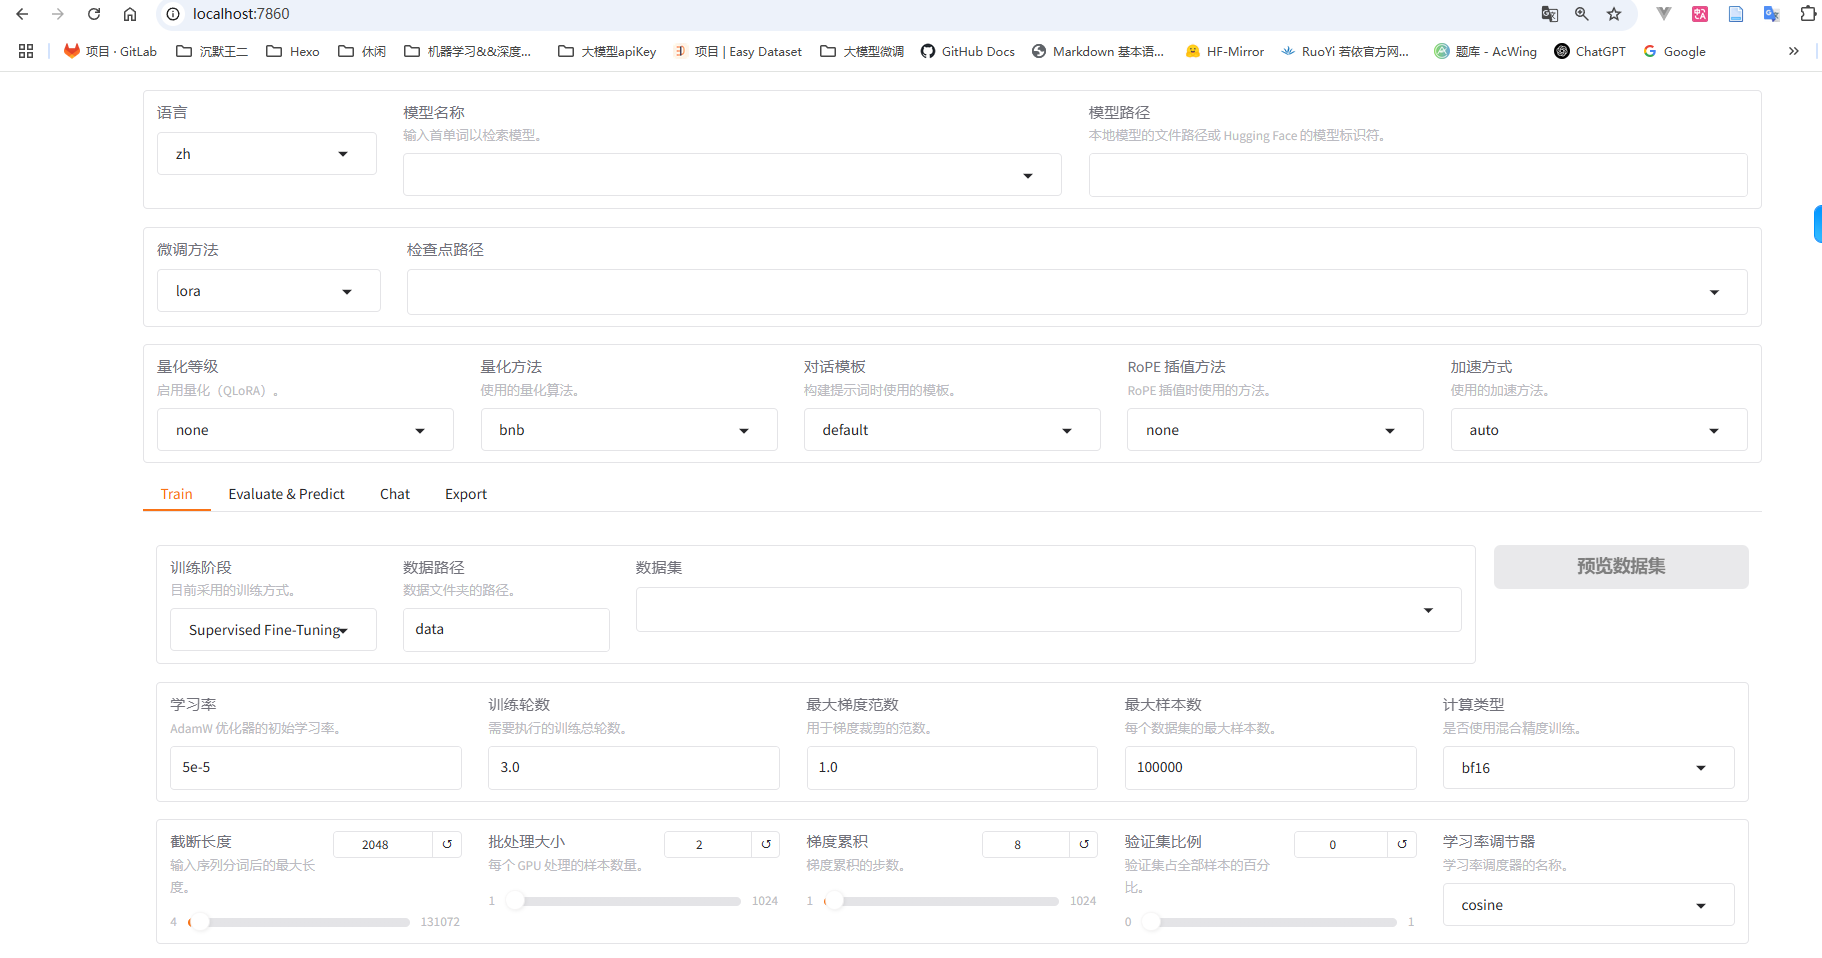 localhost:7860
项目 · GitLab
沉默王二
Hexo
休闲
机器学习&&深度...
大模型apiKey
项目 | Easy Dataset
大模型微调
GitHub Docs
Markdown 基本语...
HF-Mirror
RuoYi 若依官方网...
题库 - AcWing
ChatGPT
Google
语言
zh
模型名称
输入首单词以检索模型。
模型路径
本地模型的文件路径或 Hugging Face 的模型标识符。
微调方法
lora
检查点路径
量化等级
启用量化（QLoRA）。
none
量化方法
使用的量化算法。
bnb
对话模板
构建提示词时使用的模板。
default
RoPE 插值方法
RoPE 插值时使用的方法。
none
加速方式
使用的加速方法。
auto
Train
Evaluate & Predict
Chat
Export
训练阶段
目前采用的训练方式。
Supervised Fine-Tuning
数据路径
数据文件夹的路径。
data
数据集
预览数据集
学习率
AdamW 优化器的初始学习率。
5e-5
训练轮数
需要执行的训练总轮数。
3.0
最大梯度范数
用于梯度裁剪的范数。
1.0
最大样本数
每个数据集的最大样本数。
100000
计算类型
是否使用混合精度训练。
bf16
截断长度
2048
输入序列分词后的最大长
度。
4
131072
批处理大小
2
每个 GPU 处理的样本数量。
1
1024
梯度累积
8
梯度累积的步数。
1
1024
验证集比例
0
验证集占全部样本的百分
比。
0
1
学习率调节器
学习率调度器的名称。
cosine